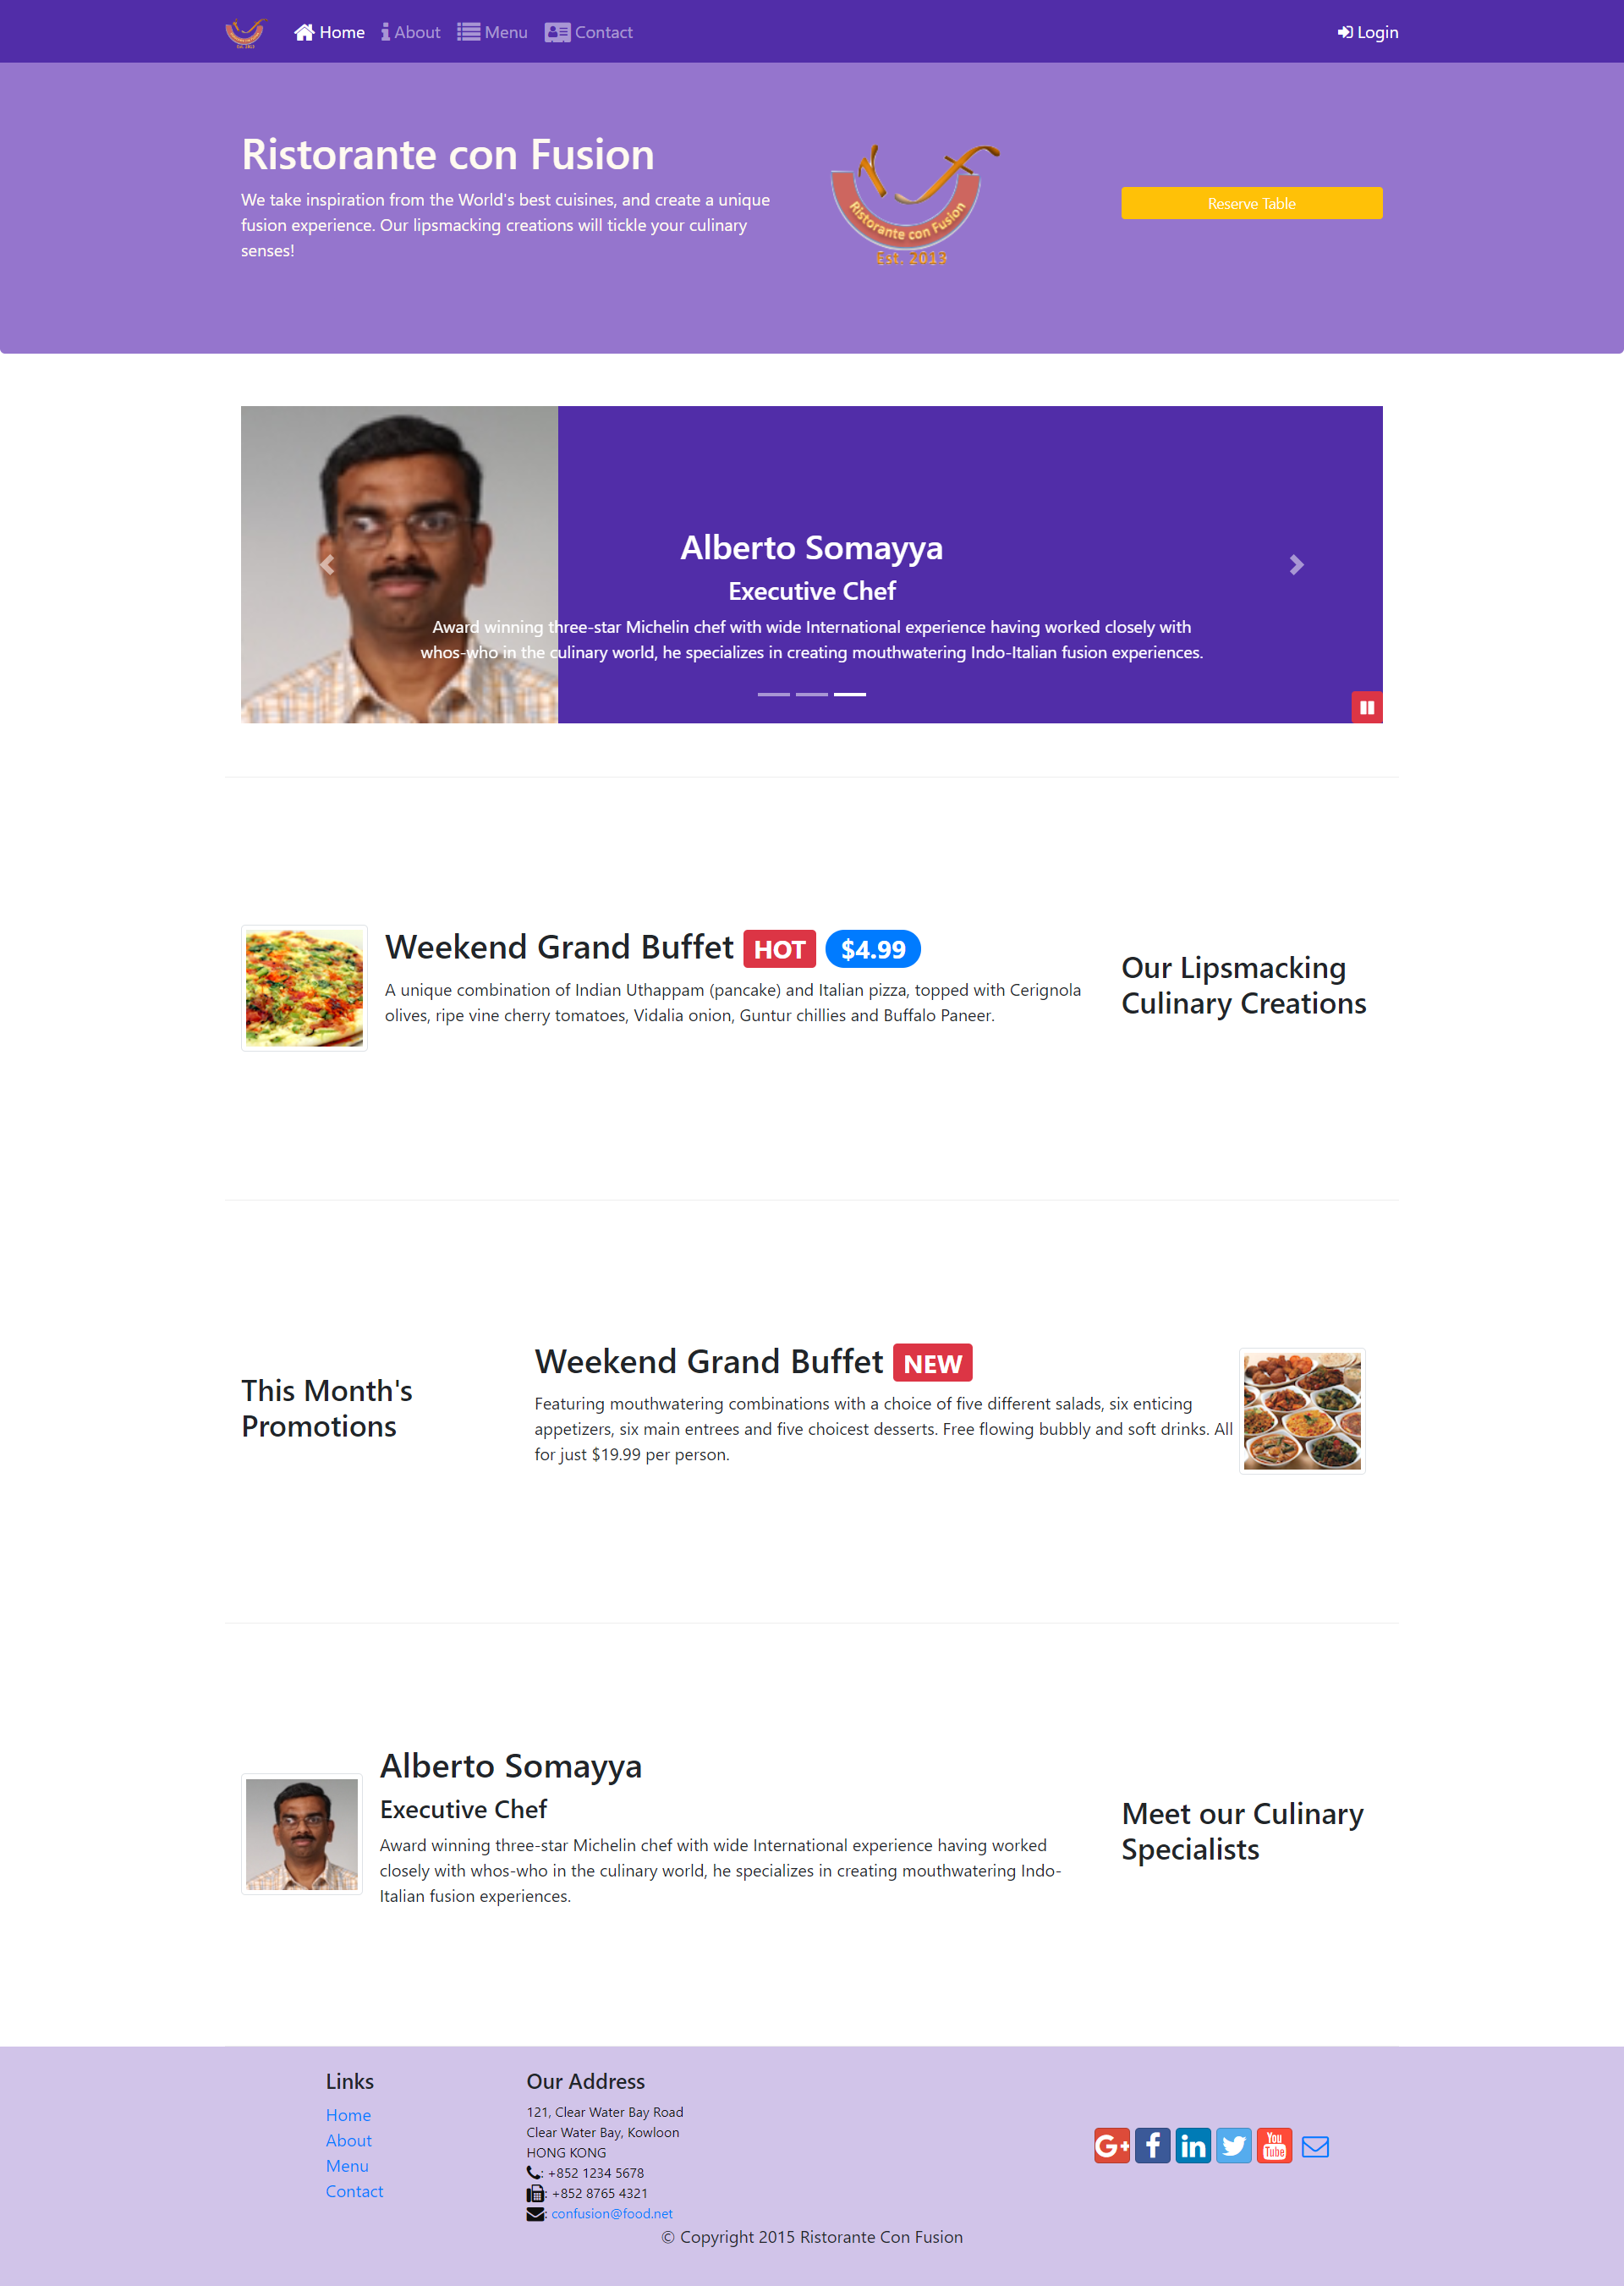 Home About Menu Contact Login
Ristorante con Fusion
We take inspiration from the World's best cuisines, and create a unique
fusion experience. Our lipsmacking creations will tickle your culinary
senses!
Ristorante con Fusion
Est. 2013
Reserve Table
Alberto Somayya
Executive Chef
Award winning three-star Michelin chef with wide International experience having worked closely with
whos-who in the culinary world, he specializes in creating mouthwatering Indo-Italian fusion experiences.
Weekend Grand Buffet HOT $4.99
A unique combination of Indian Uthappam (pancake) and Italian pizza, topped with Cerignola
olives, ripe vine cherry tomatoes, Vidalia onion, Guntur chillies and Buffalo Paneer.
Our Lipsmacking
Culinary Creations
This Month's
Promotions
Weekend Grand Buffet NEW
Featuring mouthwatering combinations with a choice of five different salads, six enticing
appetizers, six main entrees and five choicest desserts. Free flowing bubbly and soft drinks. All
for just $19.99 per person.
Alberto Somayya
Executive Chef
Award winning three-star Michelin chef with wide International experience having worked
closely with whos-who in the culinary world, he specializes in creating mouthwatering Indo-
Italian fusion experiences.
Meet our Culinary
Specialists
Links
Home
About
Menu
Contact
Our Address
121, Clear Water Bay Road
Clear Water Bay, Kowloon
HONG KONG
: +852 1234 5678
: +852 8765 4321
: confusion@food.net
G+ f in You Tube
© Copyright 2015 Ristorante Con Fusion